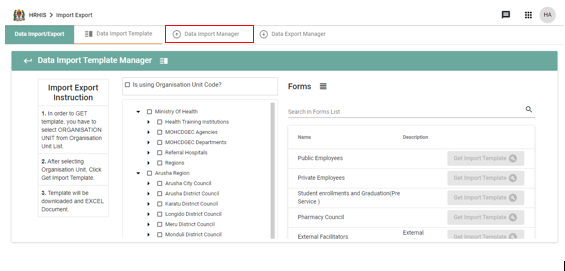 HRHIS > Import Export
HA
Data Import/Export
Data Import Template
Data Import Manager
Data Export Manager
Data Import Template Manager
Import Export
Instruction
1. In order to GET
template, you have to
select ORGANISATION
UNIT from Organisation
Unit List.
2. After selecting
Organisation Unit, Click
Get Import Template.
3. Template will be
downloaded and EXCEL
Document.
Is using Organisation Unit Code?
Ministry Of Health
Health Training Institutions
MOHCDGEC Agencies
MOHCDGEC Departments
Referral Hospitals
Regions
Arusha Region
Arusha City Council
Arusha District Council
Karatu District Council
Longido District Council
Meru District Council
Monduli District Council
Forms
Search in Forms List
Name Description
Public Employees Get Import Template
Private Employees Get Import Template
Student enrollments and Graduation(Pre
Service ) Get Import Template
Pharmacy Council Get Import Template
External Facilitators External Get Import Template